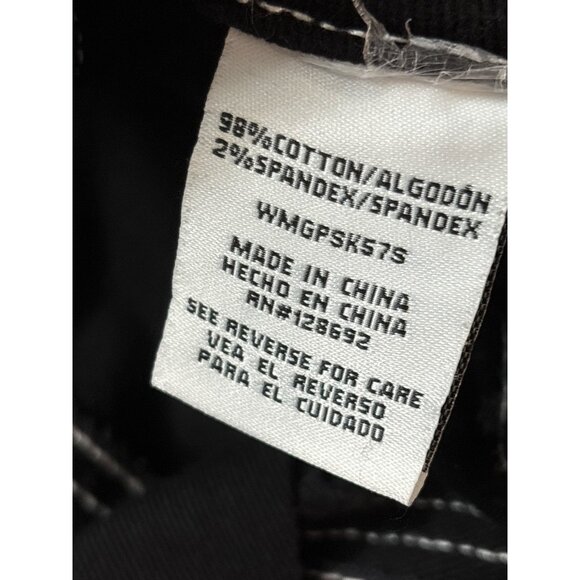 98%COTTON/ALGODÓN
2%SPANDEX/SPANDEX
WMGPSK57S
MADE IN CHINA
HECHO EN CHINA
RN#128692
SEE REVERSE FOR CARE
VEA EL REVERSO
PARA EL CUIDADO